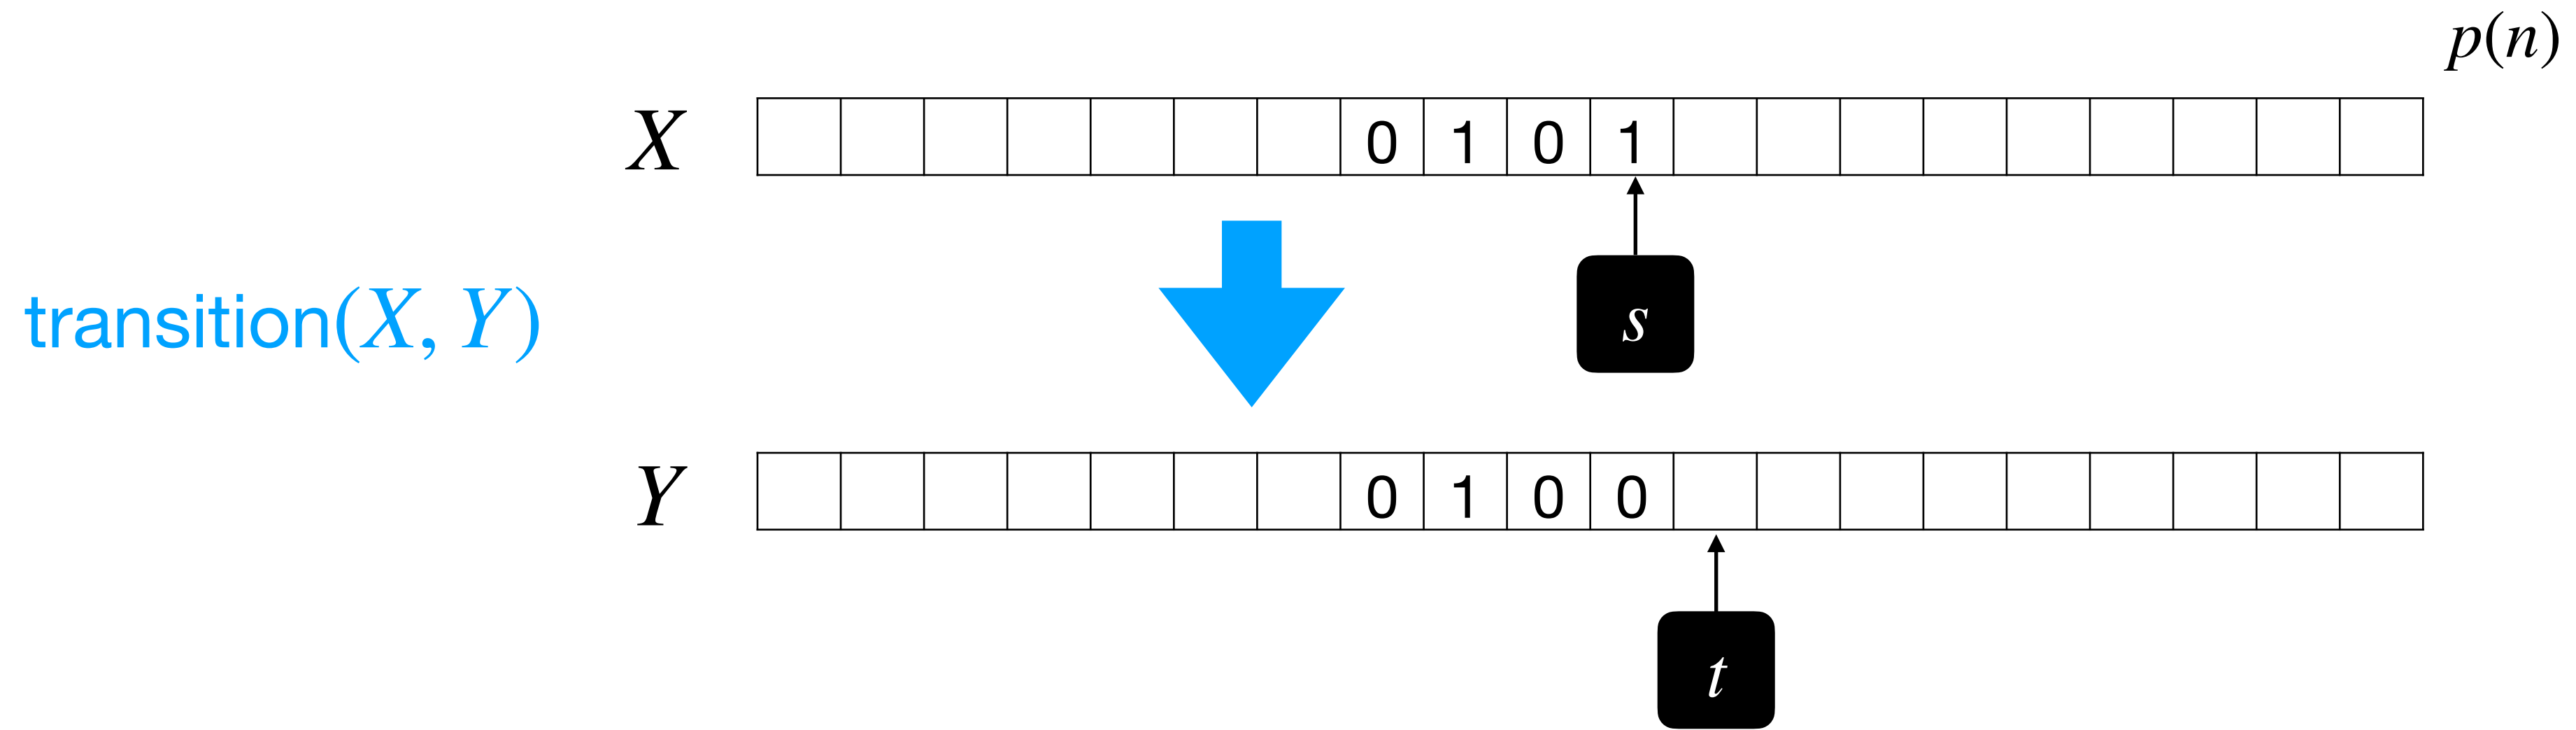 p(n)
X 0 1 0 1
s
transition(X, Y)
Y 0 1 0 0
t